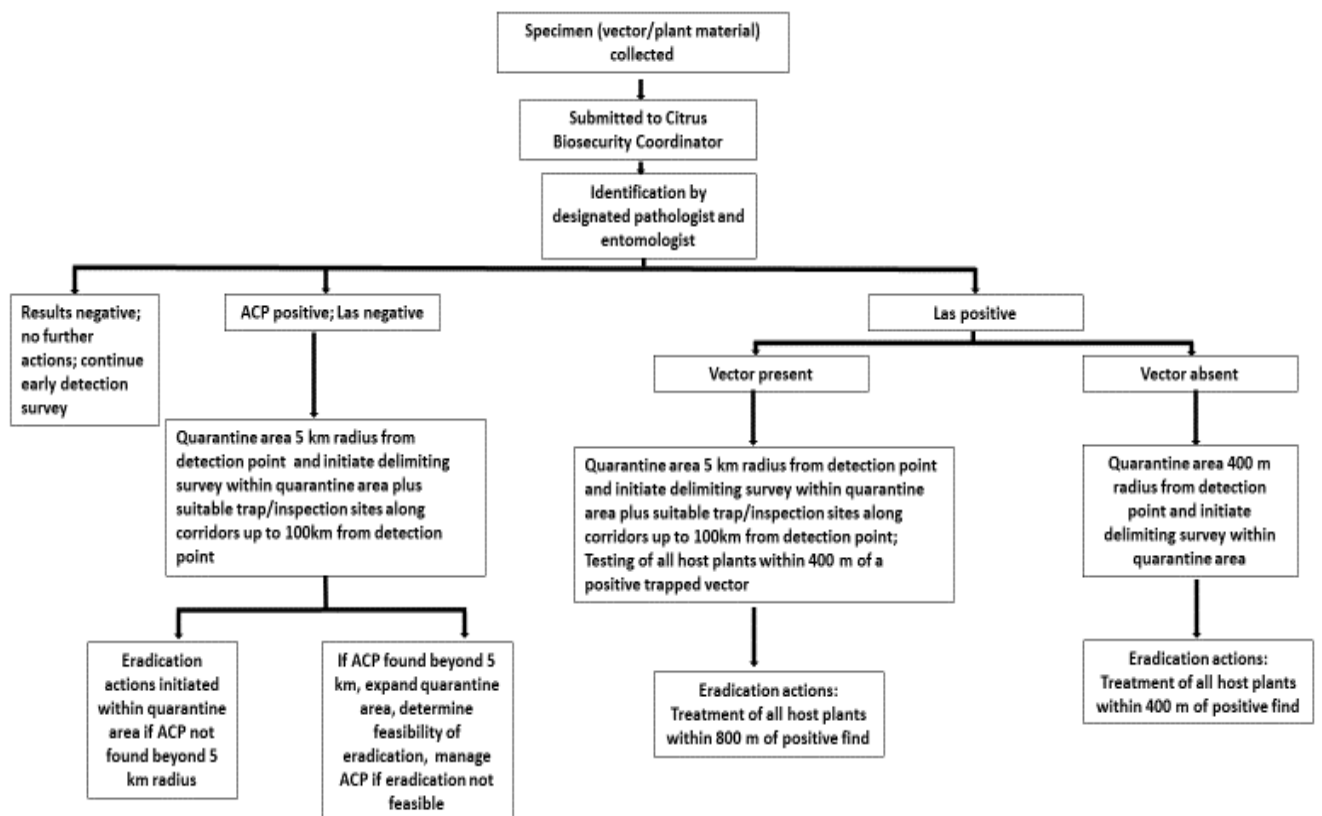 Specimen (vector/plant material)
collected
Submitted to Citrus
Biosecurity Coordinator
Identification by
designated pathologist and
entomologist
Results negative;
no further
actions; continue
early detection
survey
ACP positive; Las negative
Las positive
Vector present
Vector absent
Quarantine area 5 km radius from
detection point and initiate delimiting
survey within quarantine area plus
suitable trap/inspection sites along
corridors up to 100km from detection
point
Quarantine area 5 km radius from detection point
and initiate delimiting survey within quarantine
area plus suitable trap/inspection sites along
corridors up to 100km from detection point;
Testing of all host plants within 400 m of a
positive trapped vector
Quarantine area 400 m
radius from detection
point and initiate
delimiting survey within
quarantine area
Eradication
actions initiated
within quarantine
area if ACP not
found beyond 5
km radius
If ACP found beyond 5
km, expand quarantine
area, determine
feasibility of
eradication, manage
ACP if eradication not
feasible
Eradication actions:
Treatment of all host plants
within 800 m of positive find
Eradication actions:
Treatment of all host plants
within 400 m of positive find